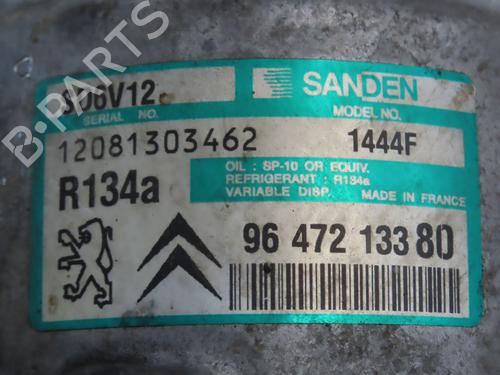 B-PARTS
SD6V12
SANDEN
SERIAL NO.
MODEL NO.
12081303462
1444F
R134a
OIL : SP-10 OR EQUIV.
REFRIGERANT : R134a
VARIABLE DISP. MADE IN FRANCE
96 472 133 80